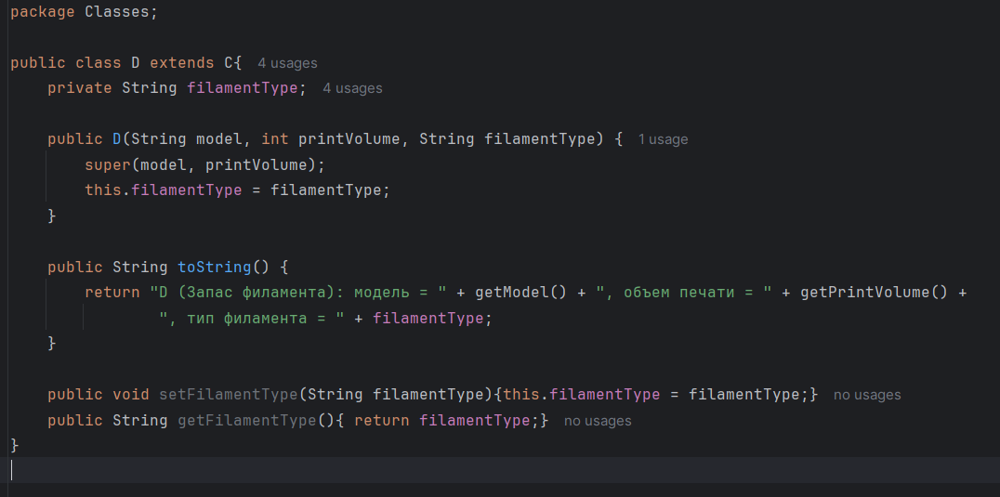 package Classes;
public class D extends C{ 4 usages
private String filamentType; 4 usages
public D(String model, int printVolume, String filamentType) { 1 usage
super(model, printVolume);
this.filamentType = filamentType;
}
public String toString() {
return "D (Запас филамента): модель = " + getModel() + ", объем печати = " + getPrintVolume() +
", тип филамента = " + filamentType;
}
public void setFilamentType(String filamentType){this.filamentType = filamentType;} no usages
public String getFilamentType(){ return filamentType;} no usages
}